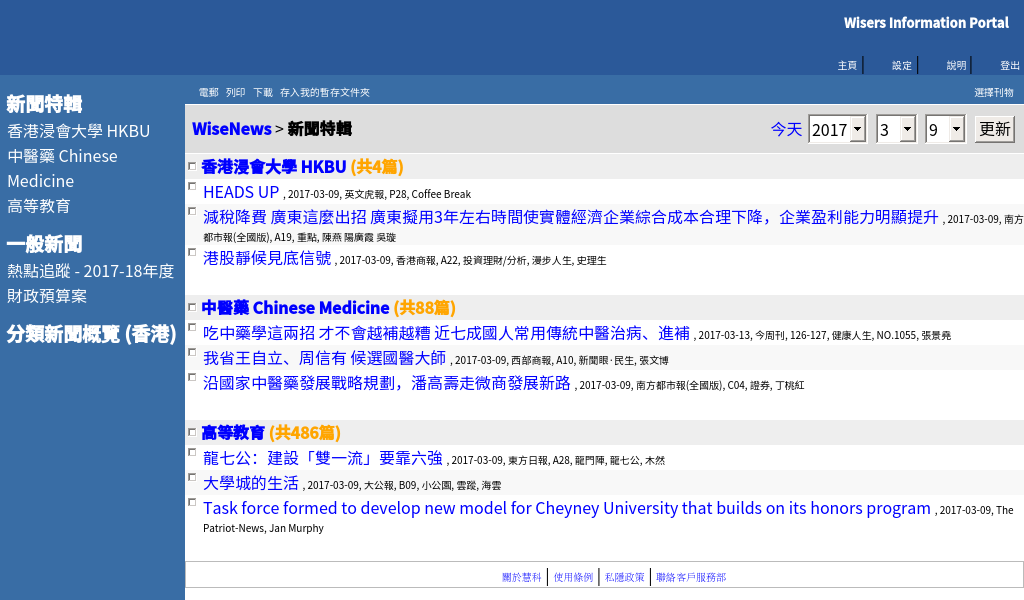 Wisers Information Portal
主頁 設定 說明 登出
電郵 列印 下載 存入我的暫存文件夾 選擇刊物
新聞特輯
香港浸會大學 HKBU
中醫藥 Chinese
Medicine
高等教育
一般新聞
熱點追蹤 - 2017-18年度
財政預算案
分類新聞概覽 (香港)
WiseNews > 新聞特輯 今天 2017 3 9 更新
香港浸會大學 HKBU (共4篇)
HEADS UP , 2017-03-09, 英文虎報, P28, Coffee Break
減稅降費 廣東這麼出招 廣東擬用3年左右時間使實體經濟企業綜合成本合理下降，企業盈利能力明顯提升 , 2017-03-09, 南方
都市報(全國版), A19, 重點, 陳燕 陽廣霞 吳璇
港股靜候見底信號 , 2017-03-09, 香港商報, A22, 投資理財/分析, 漫步人生, 史理生
中醫藥 Chinese Medicine (共88篇)
吃中藥學這兩招 才不會越補越糟 近七成國人常用傳統中醫治病、進補 , 2017-03-13, 今周刊, 126-127, 健康人生, NO.1055, 張景堯
我省王自立、周信有 候選國醫大師 , 2017-03-09, 西部商報, A10, 新聞眼·民生, 張文博
沿國家中醫藥發展戰略規劃，潘高壽走微商發展新路 , 2017-03-09, 南方都市報(全國版), C04, 證券, 丁桃紅
高等教育 (共486篇)
龍七公：建設「雙一流」要靠六強 , 2017-03-09, 東方日報, A28, 龍門陣, 龍七公, 木然
大學城的生活 , 2017-03-09, 大公報, B09, 小公園, 雲蹤, 海雲
Task force formed to develop new model for Cheyney University that builds on its honors program , 2017-03-09, The
Patriot-News, Jan Murphy
關於慧科 使用條例 私隱政策 聯絡客戶服務部